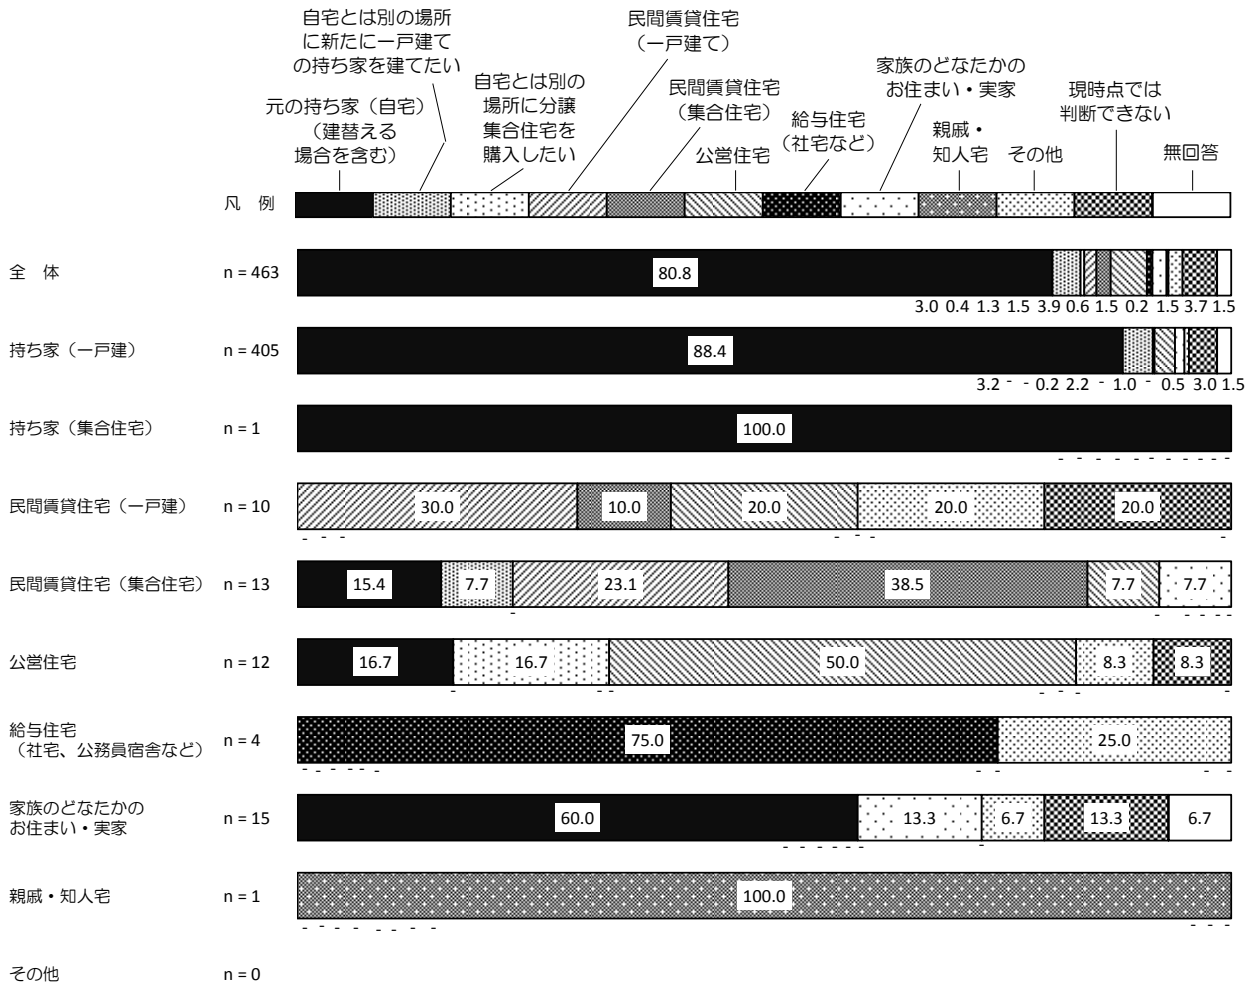 自宅とは別の場所
に新たに一戸建て
の持ち家を建てたい
民間賃貸住宅
（一戸建て）
家族のどなたかの
お住まい・実家
元の持ち家（自宅）
（建替える
場合を含む）
自宅とは別の
場所に分譲
集合住宅を
購入したい
民間賃貸住宅
（集合住宅）
公営住宅
給与住宅
（社宅など）
親戚・
知人宅
その他
現時点では
判断できない
無回答
凡 例
全 体 n = 463 80.8
3.0 0.4 1.3 1.5 3.9 0.6 1.5 0.2 1.5 3.7 1.5
持ち家（一戸建） n = 405 88.4
3.2 - - 0.2 2.2 - 1.0 - 0.5 3.0 1.5
持ち家（集合住宅） n = 1 100.0
- - - - - - - - - - -
民間賃貸住宅（一戸建） n = 10 30.0 10.0 20.0 20.0 20.0
- - - - - -
民間賃貸住宅（集合住宅） n = 13 15.4 7.7 23.1 38.5 7.7 7.7
- - - - - -
公営住宅 n = 12 16.7 16.7 50.0 8.3 8.3
- - - - - - -
給与住宅
（社宅、公務員宿舎など） n = 4 75.0 25.0
- - - - - - - - - -
家族のどなたかの
お住まい・実家 n = 15 60.0 13.3 6.7 13.3 6.7
- - - - - - -
親戚・知人宅 n = 1 100.0
- - - - - - - - - - -
その他 n = 0